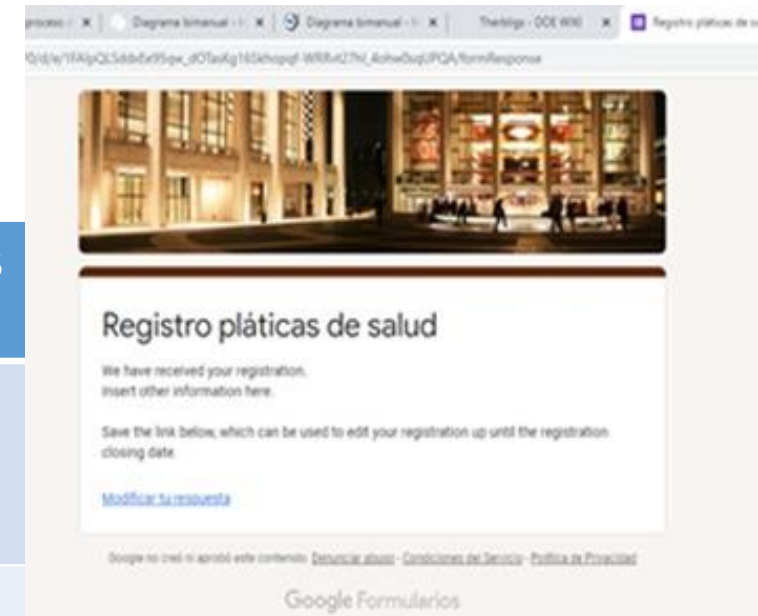 proceso
Diagrama bimanual - I
Diagrama bimanual - I
Therbligs - DOE WIKI
Registro pláticas de
/formResponse
S
Registro pláticas de salud
We have received your registration.
Insert other information here.
Save the link below, which can be used to edit your registration up until the registration
closing date.
Modificar tu respuesta
Google no creó ni aprobó este contenido. Denunciar abuso - Condiciones del Servicio - Política de Privacidad
Google Formularios